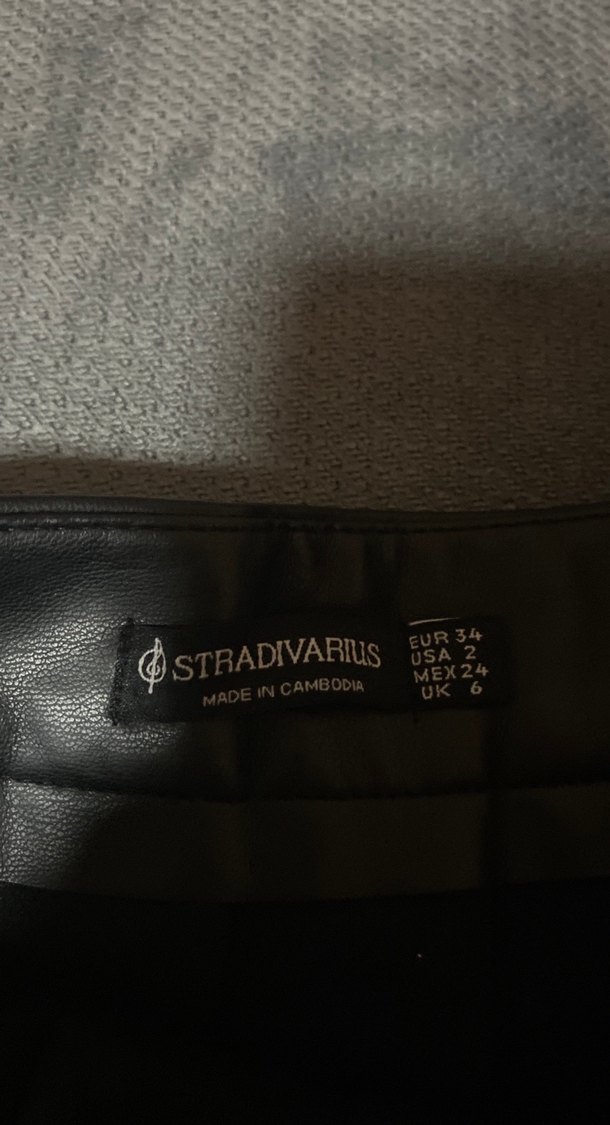 STRADIVARIUS
MADE IN CAMBODIA
EUR 34
USA 2
MEX 24
UK 6